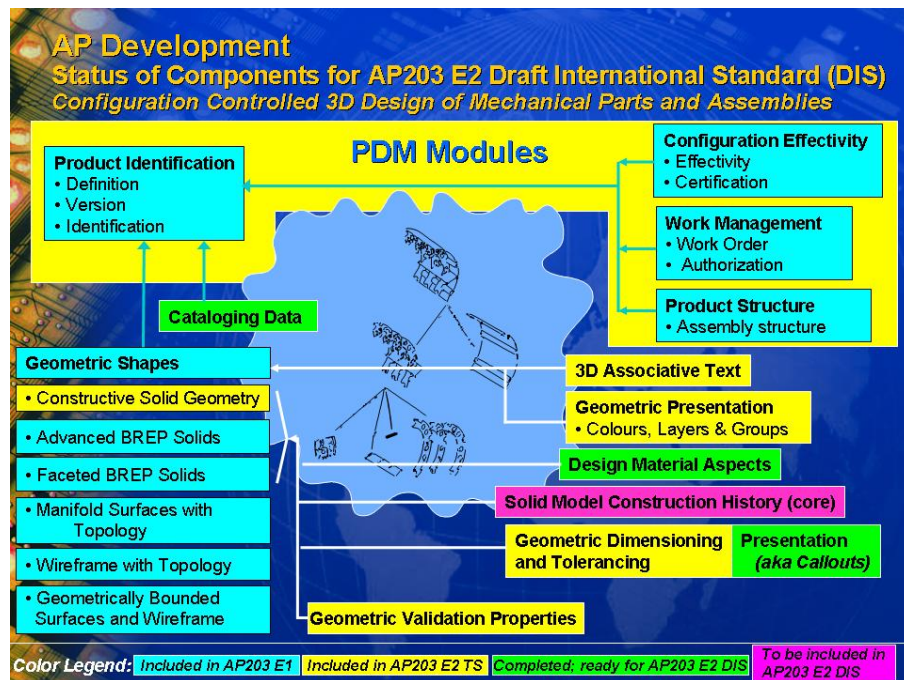 AP Development
Status of Components for AP203 E2 Draft International Standard (DIS)
Configuration Controlled 3D Design of Mechanical Parts and Assemblies
PDM Modules
Product Identification
• Definition
• Version
• Identification
Configuration Effectivity
• Effectivity
• Certification
Work Management
• Work Order
• Authorization
Product Structure
• Assembly structure
Cataloging Data
Geometric Shapes
• Constructive Solid Geometry
• Advanced BREP Solids
• Faceted BREP Solids
• Manifold Surfaces with
Topology
• Wireframe with Topology
• Geometrically Bounded
Surfaces and Wireframe
3D Associative Text
Geometric Presentation
• Colours, Layers & Groups
Design Material Aspects
Solid Model Construction History (core)
Geometric Dimensioning
and Tolerancing
Presentation
(aka Callouts)
Geometric Validation Properties
Color Legend:
Included in AP203 E1
Included in AP203 E2 TS
Completed; ready for AP203 E2 DIS
To be included in
AP203 E2 DIS